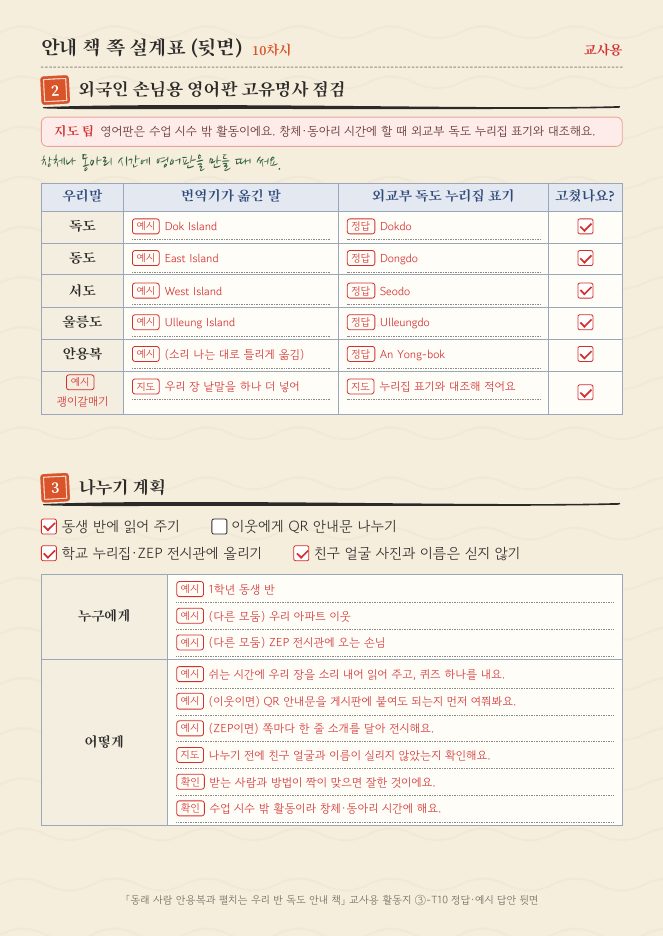 안내 책 쪽 설계표 (뒷면) 10차시 교사용
2 외국인 손님용 영어판 고유명사 점검
지도 팁 영어판은 수업 시수 밖 활동이에요. 창체·동아리 시간에 할 때 외교부 독도 누리집 표기와 대조해요.
창체나 동아리 시간에 영어판을 만들 때 써요.
우리말 번역기가 옮긴 말 외교부 독도 누리집 표기 고쳤나요?
독도 예시 Dok Island 정답 Dokdo
동도 예시 East Island 정답 Dongdo
서도 예시 West Island 정답 Seodo
울릉도 예시 Ulleung Island 정답 Ulleungdo
안용복 예시 (소리 나는 대로 틀리게 옮김) 정답 An Yong-bok
예시 괭이갈매기 지도 우리 장 낱말을 하나 더 넣어 지도 누리집 표기와 대조해 적어요
3 나누기 계획
동생 반에 읽어 주기 이웃에게 QR 안내문 나누기
학교 누리집·ZEP 전시관에 올리기 친구 얼굴 사진과 이름은 싣지 않기
누구에게
예시 1학년 동생 반
예시 (다른 모둠) 우리 아파트 이웃
예시 (다른 모둠) ZEP 전시관에 오는 손님
어떻게
예시 쉬는 시간에 우리 장을 소리 내어 읽어 주고, 퀴즈 하나를 내요.
예시 (이웃이면) QR 안내문을 게시판에 붙여도 되는지 먼저 여쭤봐요.
예시 (ZEP이면) 쪽마다 한 줄 소개를 달아 전시해요.
지도 나누기 전에 친구 얼굴과 이름이 실리지 않았는지 확인해요.
확인 받는 사람과 방법이 짝이 맞으면 잘한 것이에요.
확인 수업 시수 밖 활동이라 창체·동아리 시간에 해요.
「동래 사람 안용복과 펼치는 우리 반 독도 안내 책」 교사용 활동지 ③-T10 정답·예시 답안 뒷면